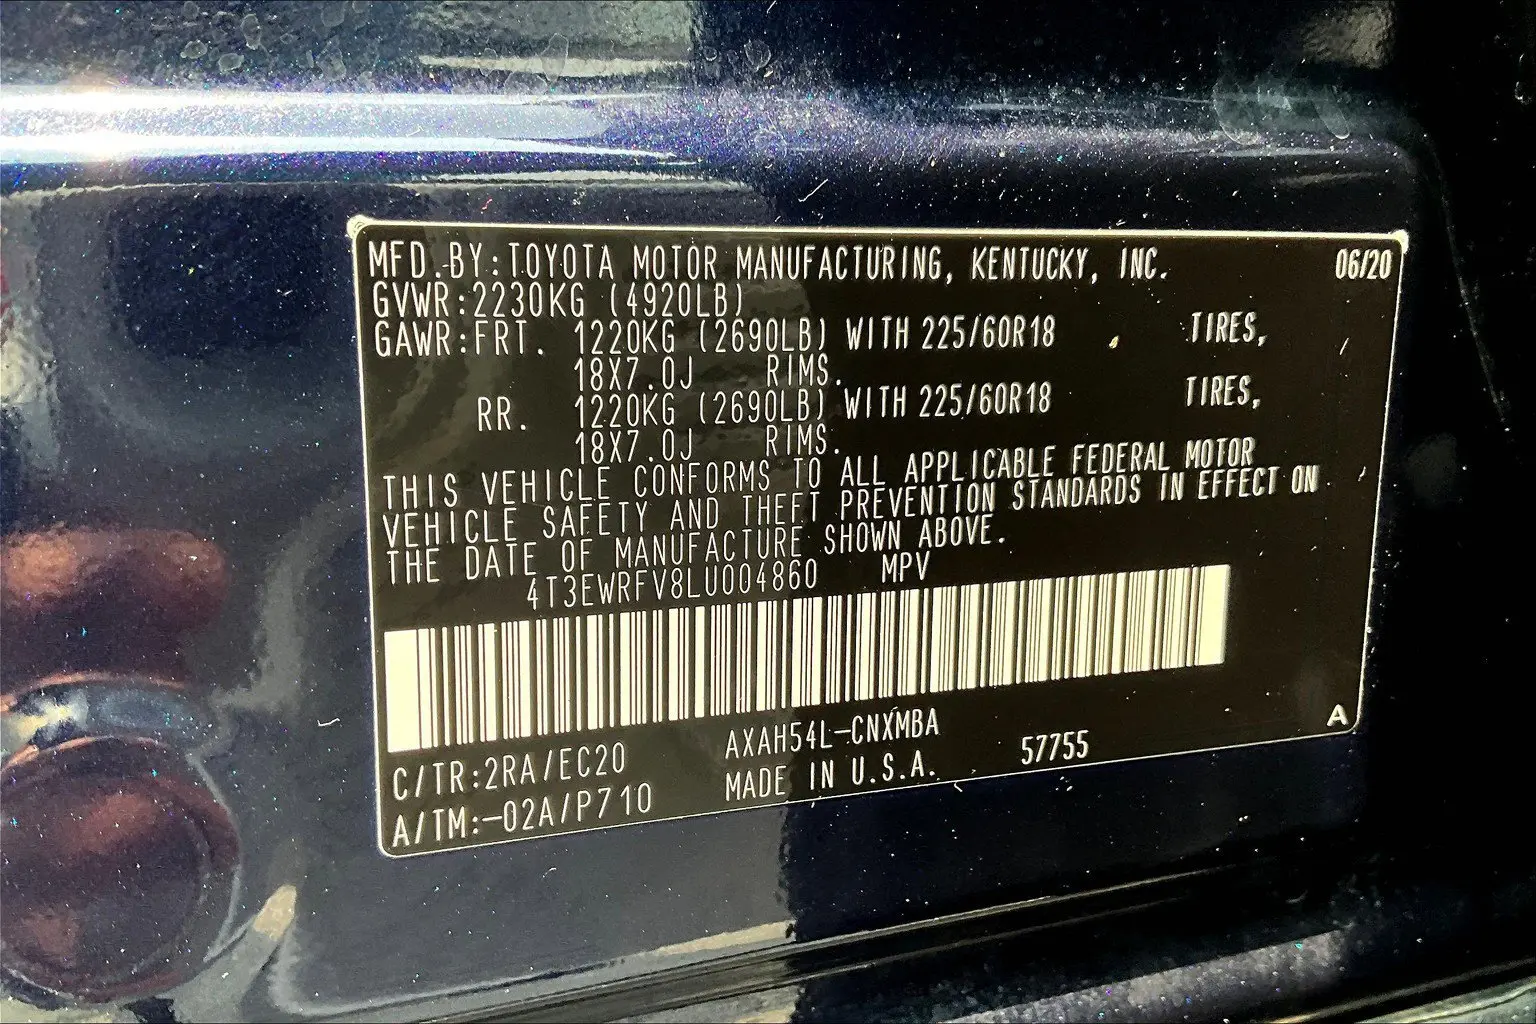 MFD.BY:TOYOTA MOTOR MANUFACTURING, KENTUCKY, INC. 06/20
GVWR:2230KG (4920LB)
GAWR:FRT. 1220KG (2690LB) WITH 225/60R18 TIRES,
18X7.0J RIMS.
RR. 1220KG (2690LB) WITH 225/60R18 TIRES,
18X7.0J RIMS.
THIS VEHICLE CONFORMS TO ALL APPLICABLE FEDERAL MOTOR
VEHICLE SAFETY AND THEFT PREVENTION STANDARDS IN EFFECT ON
THE DATE OF MANUFACTURE SHOWN ABOVE.
4T3EWRFV8LU004860 MPV
C/TR:2RA/EC20 AXAH54L-CNXMBA A
A/TM:-02A/P710 MADE IN U.S.A. 57755